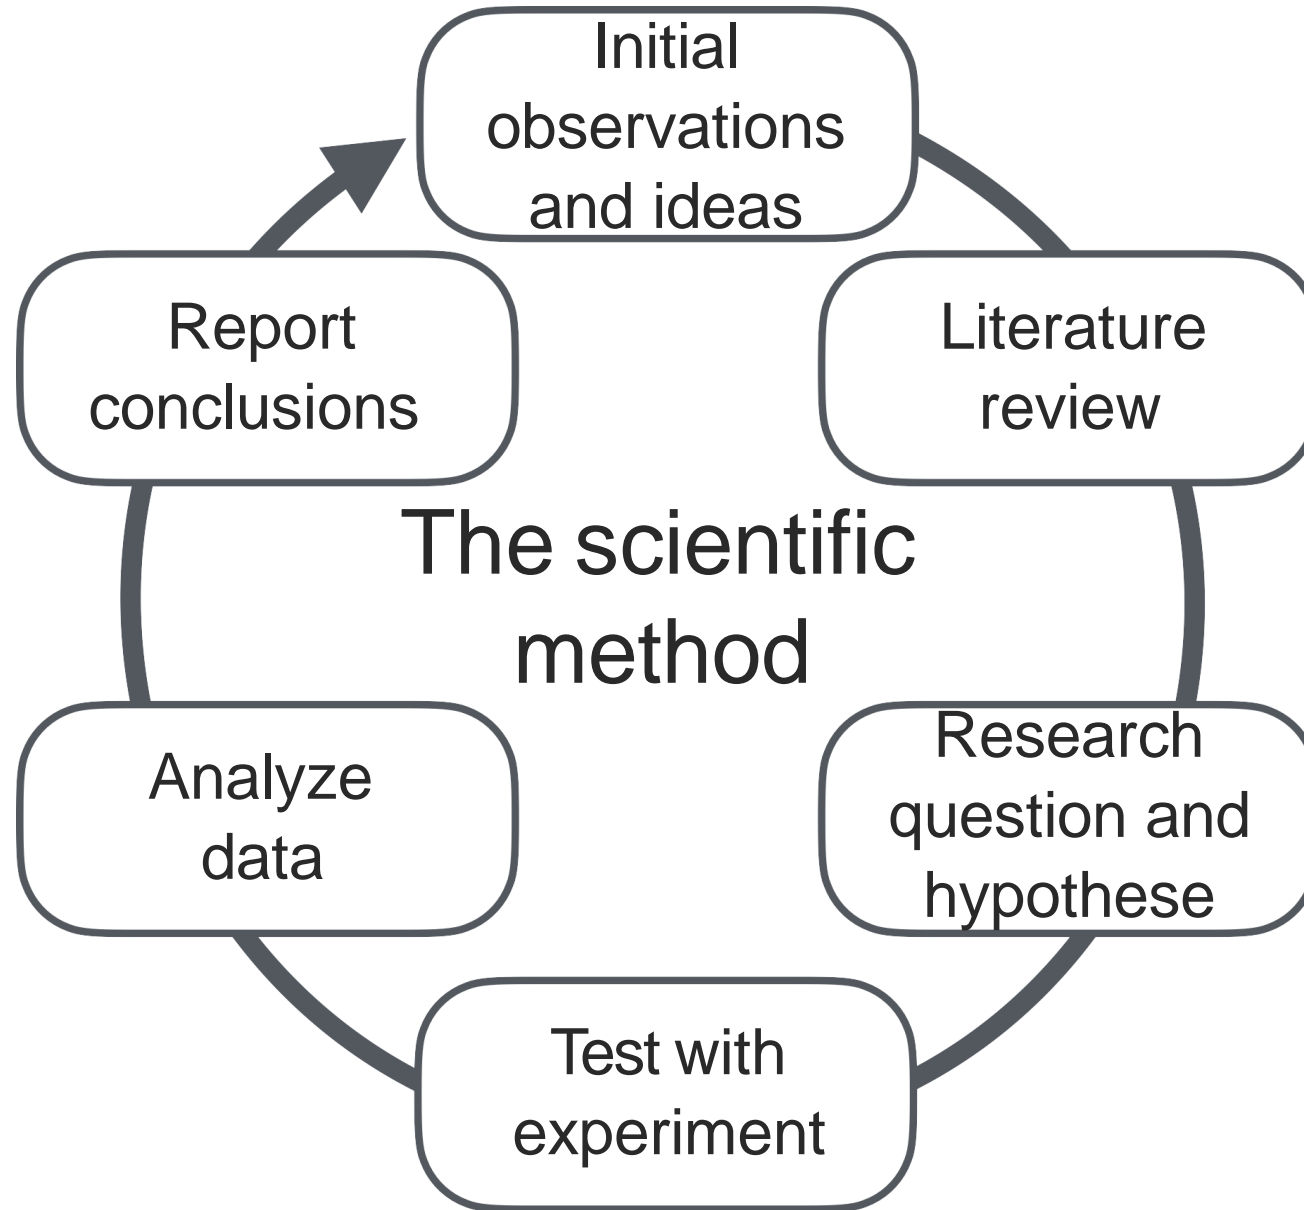 Initial
observations
and ideas
Literature
review
Research
question and
hypothese
Test with
experiment
Analyze
data
Report
conclusions
The scientific
method